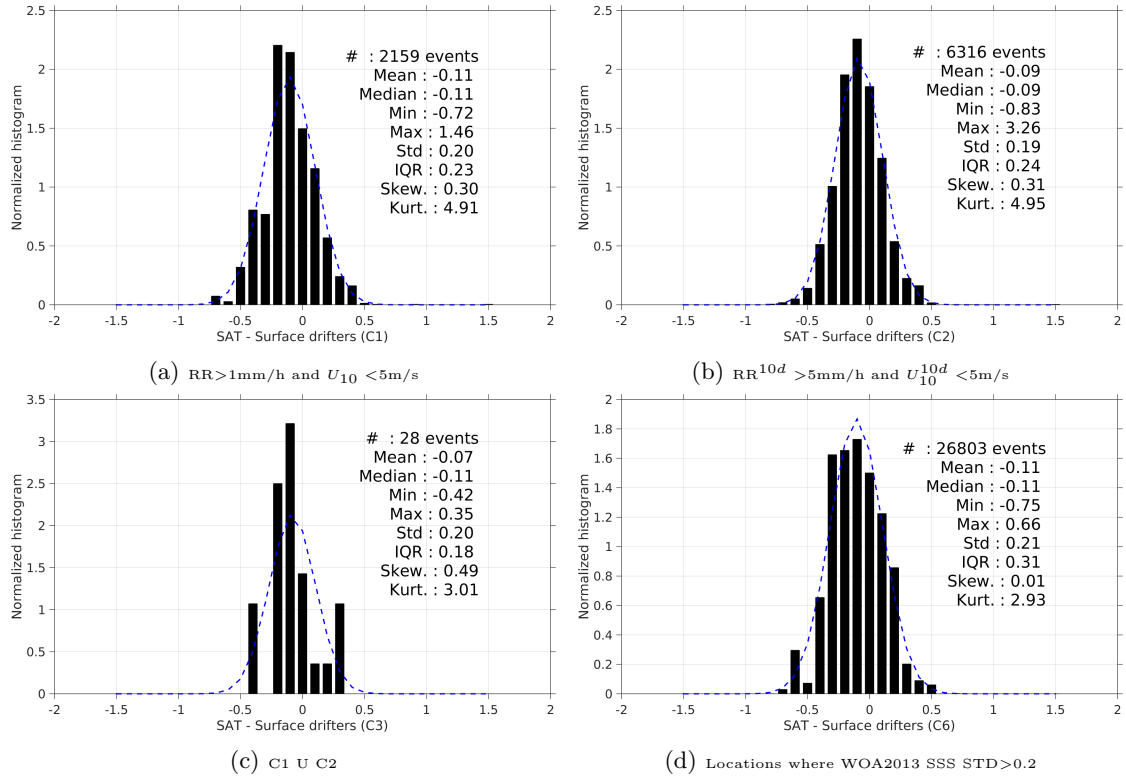 2.5
2
1.5
1
0.5
0
Normalized histogram
# : 2159 events
Mean : -0.11
Median : -0.11
Min : -0.72
Max : 1.46
Std : 0.20
IQR : 0.23
Skew. : 0.30
Kurt. : 4.91
-2 -1.5 -1 -0.5 0 0.5 1 1.5 2
SAT - Surface drifters (C1)
(a) RR>1mm/h and U10 <5m/s
2.5
2
1.5
1
0.5
0
Normalized histogram
# : 6316 events
Mean : -0.09
Median : -0.09
Min : -0.83
Max : 3.26
Std : 0.19
IQR : 0.24
Skew. : 0.31
Kurt. : 4.95
-2 -1.5 -1 -0.5 0 0.5 1 1.5 2
SAT - Surface drifters (C2)
(b) RR^10d >5mm/h and U_10^10d <5m/s
3.5
3
2.5
2
1.5
1
0.5
0
Normalized histogram
# : 28 events
Mean : -0.07
Median : -0.11
Min : -0.42
Max : 0.35
Std : 0.20
IQR : 0.18
Skew. : 0.49
Kurt. : 3.01
-2 -1.5 -1 -0.5 0 0.5 1 1.5 2
SAT - Surface drifters (C3)
(c) C1 U C2
2
1.8
1.6
1.4
1.2
1
0.8
0.6
0.4
0.2
0
Normalized histogram
# : 26803 events
Mean : -0.11
Median : -0.11
Min : -0.75
Max : 0.66
Std : 0.21
IQR : 0.31
Skew. : 0.01
Kurt. : 2.93
-2 -1.5 -1 -0.5 0 0.5 1 1.5 2
SAT - Surface drifters (C6)
(d) Locations where WOA2013 SSS STD>0.2